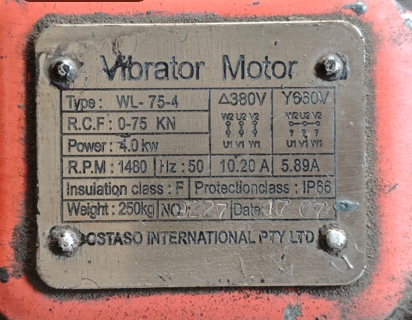 Vibrator Motor
Type : WL- 75-4 Δ380V Y660V
R.C.F : 0-75 KN W2 U2 V2 W2 U2 V2
Power : 4.0kw U1 V1 W1 U1 V1 W1
R.P.M : 1480 Hz : 50 10.20 A 5.89A
Insulation class : F Protectionclass : IP66
Weight : 250kg NO Date:
OSTASO INTERNATIONAL PTY LTD